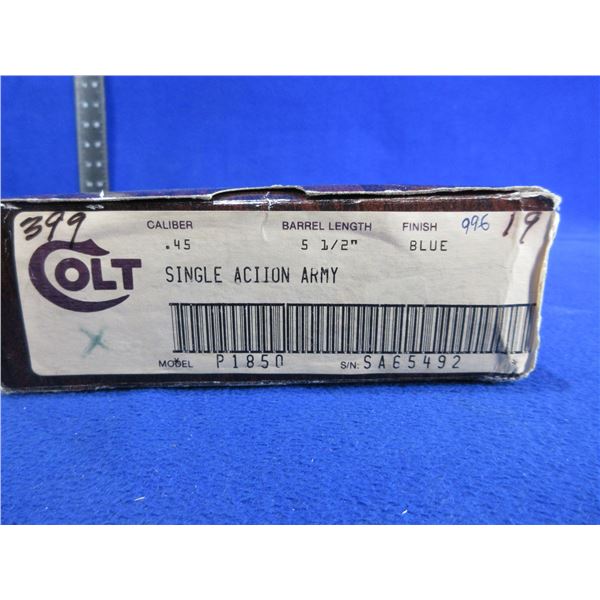 399 CALIBER BARREL LENGTH FINISH 996 19
.45 5 1/2" BLUE
COLT SINGLE ACTION ARMY
X
MODEL P1850 S/N: SA65492